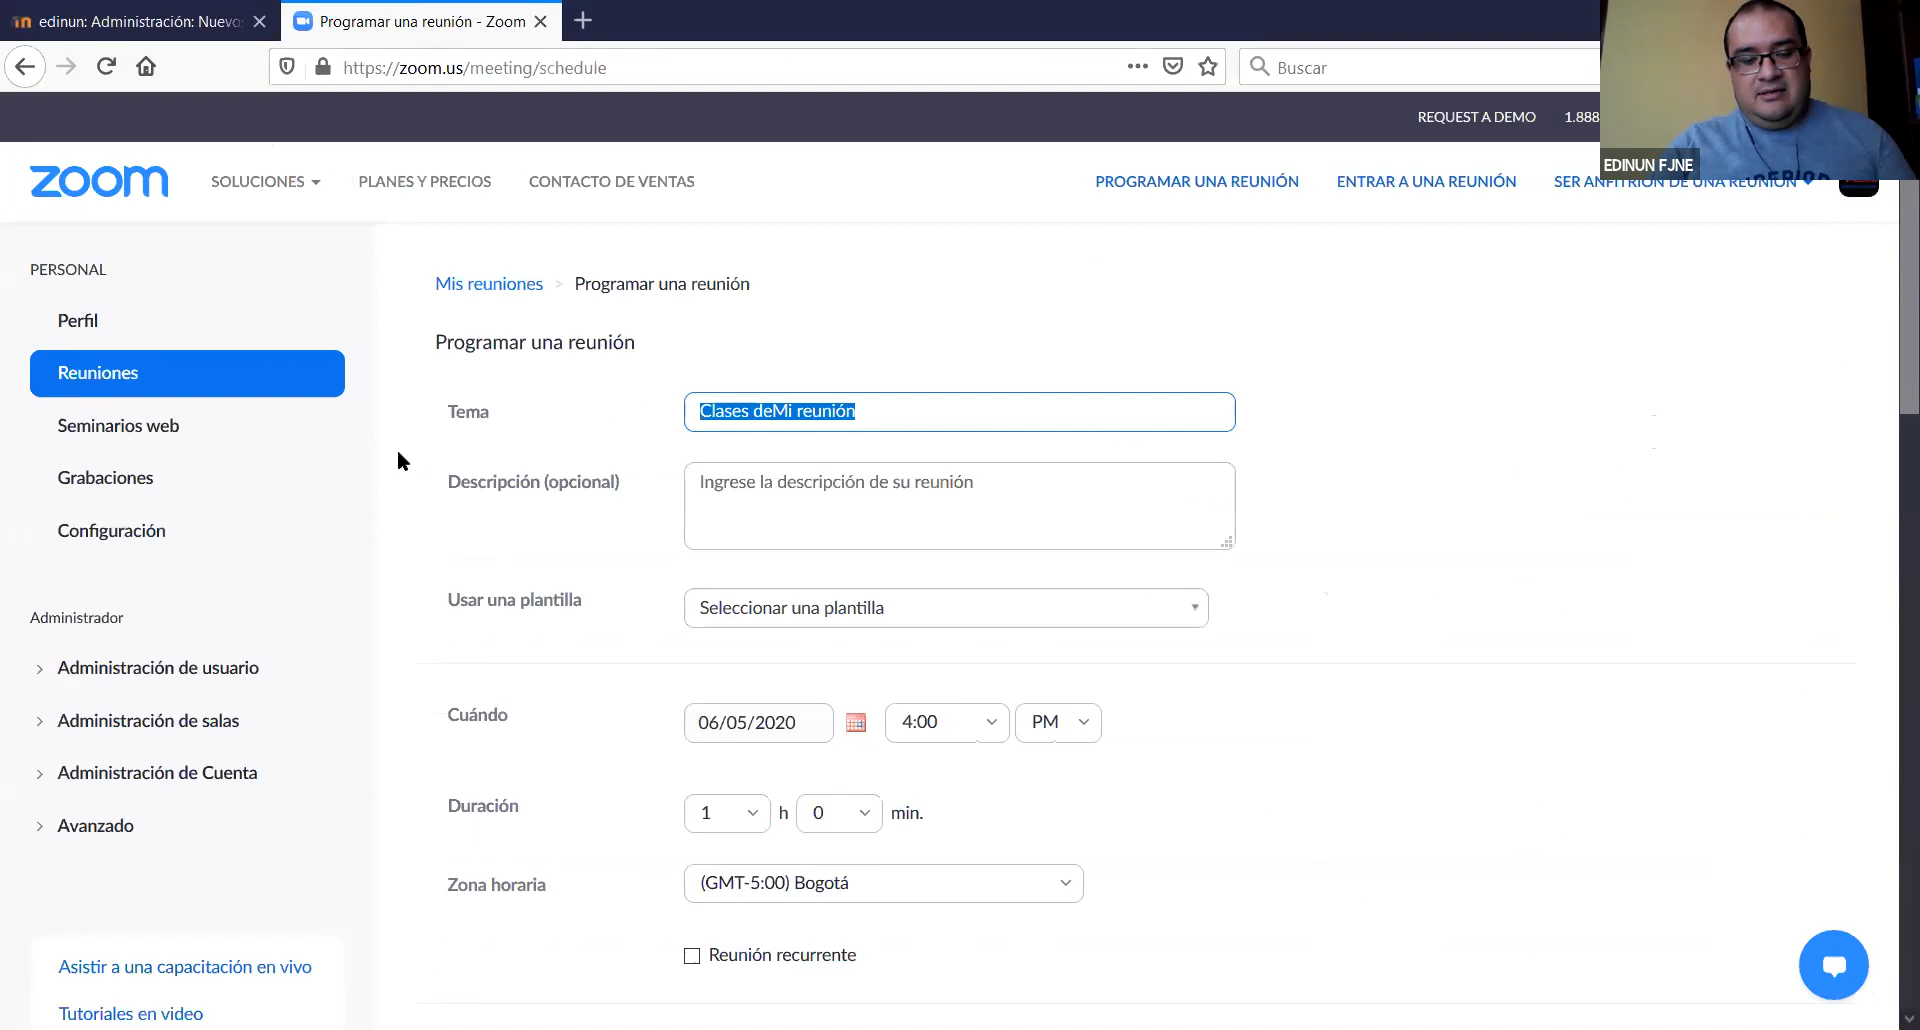 edinun: Administración: Nuevo
Programar una reunión - Zoom
https://zoom.us/meeting/schedule
Buscar
REQUEST A DEMO
1.888
EDINUN FJNE
zoom
SOLUCIONES
PLANES Y PRECIOS
CONTACTO DE VENTAS
PROGRAMAR UNA REUNIÓN
ENTRAR A UNA REUNIÓN
SER ANFITRIÓN DE UNA REUNIÓN
PERSONAL
Perfil
Reuniones
Seminarios web
Grabaciones
Configuración
Administrador
Administración de usuario
Administración de salas
Administración de Cuenta
Avanzado
Asistir a una capacitación en vivo
Tutoriales en video
Mis reuniones > Programar una reunión
Programar una reunión
Tema
Clases deMi reunión
Descripción (opcional)
Ingrese la descripción de su reunión
Usar una plantilla
Seleccionar una plantilla
Cuándo
06/05/2020
4:00
PM
Duración
1 h 0 min.
Zona horaria
(GMT-5:00) Bogotá
Reunión recurrente